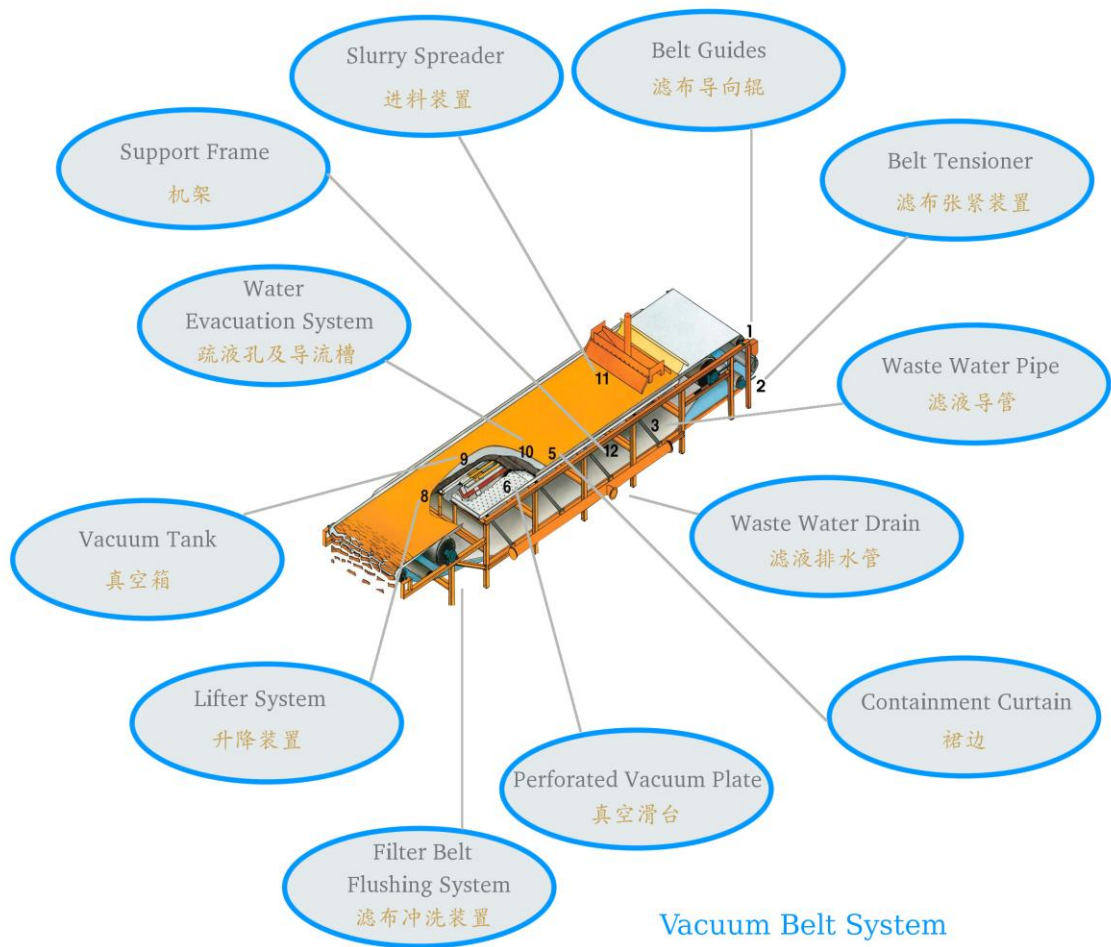 Slurry Spreader
进料装置
Belt Guides
滤布导向辊
Support Frame
机架
Belt Tensioner
滤布张紧装置
Water
Evacuation System
疏液孔及导流槽
Waste Water Pipe
滤液导管
1
2
11
3
12
5
10
9
6
8
Vacuum Tank
真空箱
Waste Water Drain
滤液排水管
Lifter System
升降装置
Containment Curtain
裙边
Perforated Vacuum Plate
真空滑台
Filter Belt
Flushing System
滤布冲洗装置
Vacuum Belt System